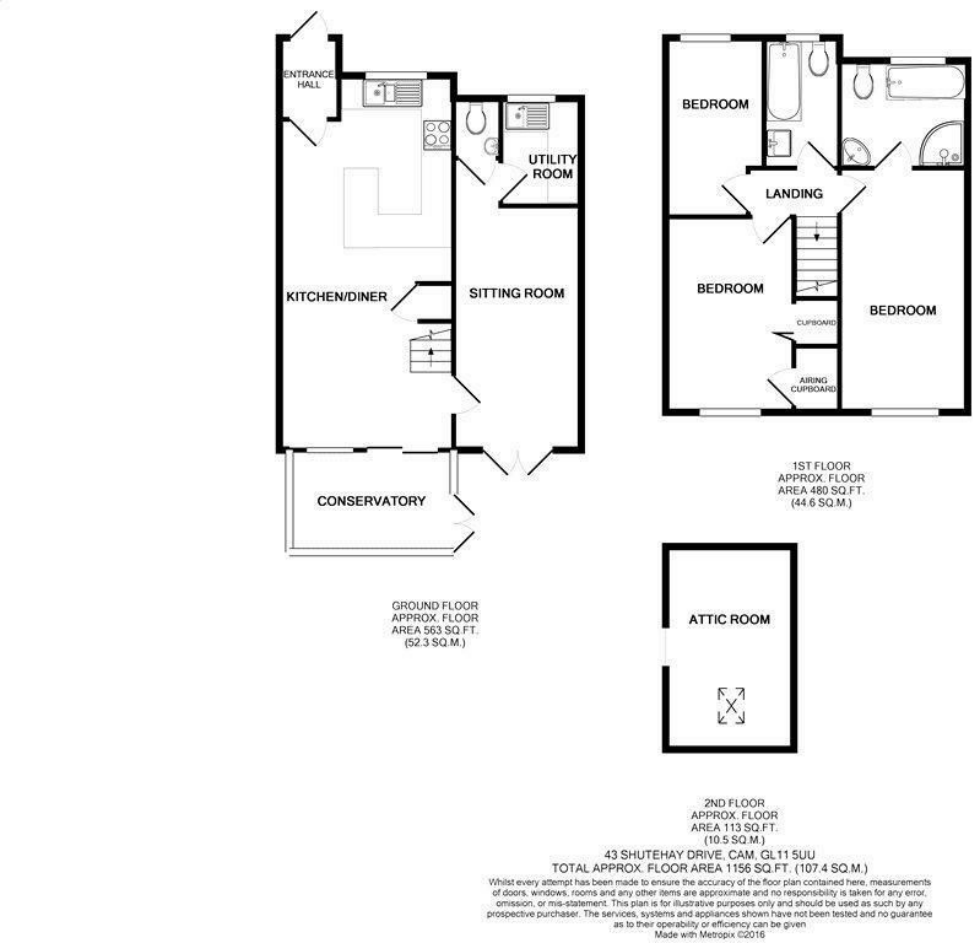 ENTRANCE
HALL
UTILITY
ROOM
KITCHEN/DINER
SITTING ROOM
CONSERVATORY
GROUND FLOOR
APPROX. FLOOR
AREA 563 SQ.FT.
(52.3 SQ.M.)
BEDROOM
LANDING
BEDROOM
BEDROOM
CUPBOARD
AIRING
CUPBOARD
1ST FLOOR
APPROX. FLOOR
AREA 480 SQ.FT.
(44.6 SQ.M.)
ATTIC ROOM
2ND FLOOR
APPROX. FLOOR
AREA 113 SQ.FT.
(10.5 SQ.M.)
43 SHUTEHAY DRIVE, CAM, GL11 5UU
TOTAL APPROX. FLOOR AREA 1156 SQ.FT. (107.4 SQ.M.)
Whilst every attempt has been made to ensure the accuracy of the floor plan contained here, measurements
of doors, windows, rooms and any other items are approximate and no responsibility is taken for any error,
omission, or mis-statement. This plan is for illustrative purposes only and should be used as such by any
prospective purchaser. The services, systems and appliances shown have not been tested and no guarantee
as to their operability or efficiency can be given
Made with Metropix ©2016